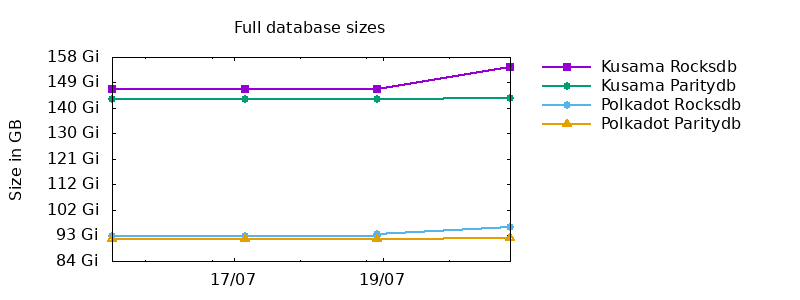 Full database sizes
158 Gi
149 Gi
140 Gi
130 Gi
121 Gi
112 Gi
102 Gi
93 Gi
84 Gi
Size in GB
17/07
19/07
Kusama Rocksdb
Kusama Paritydb
Polkadot Rocksdb
Polkadot Paritydb